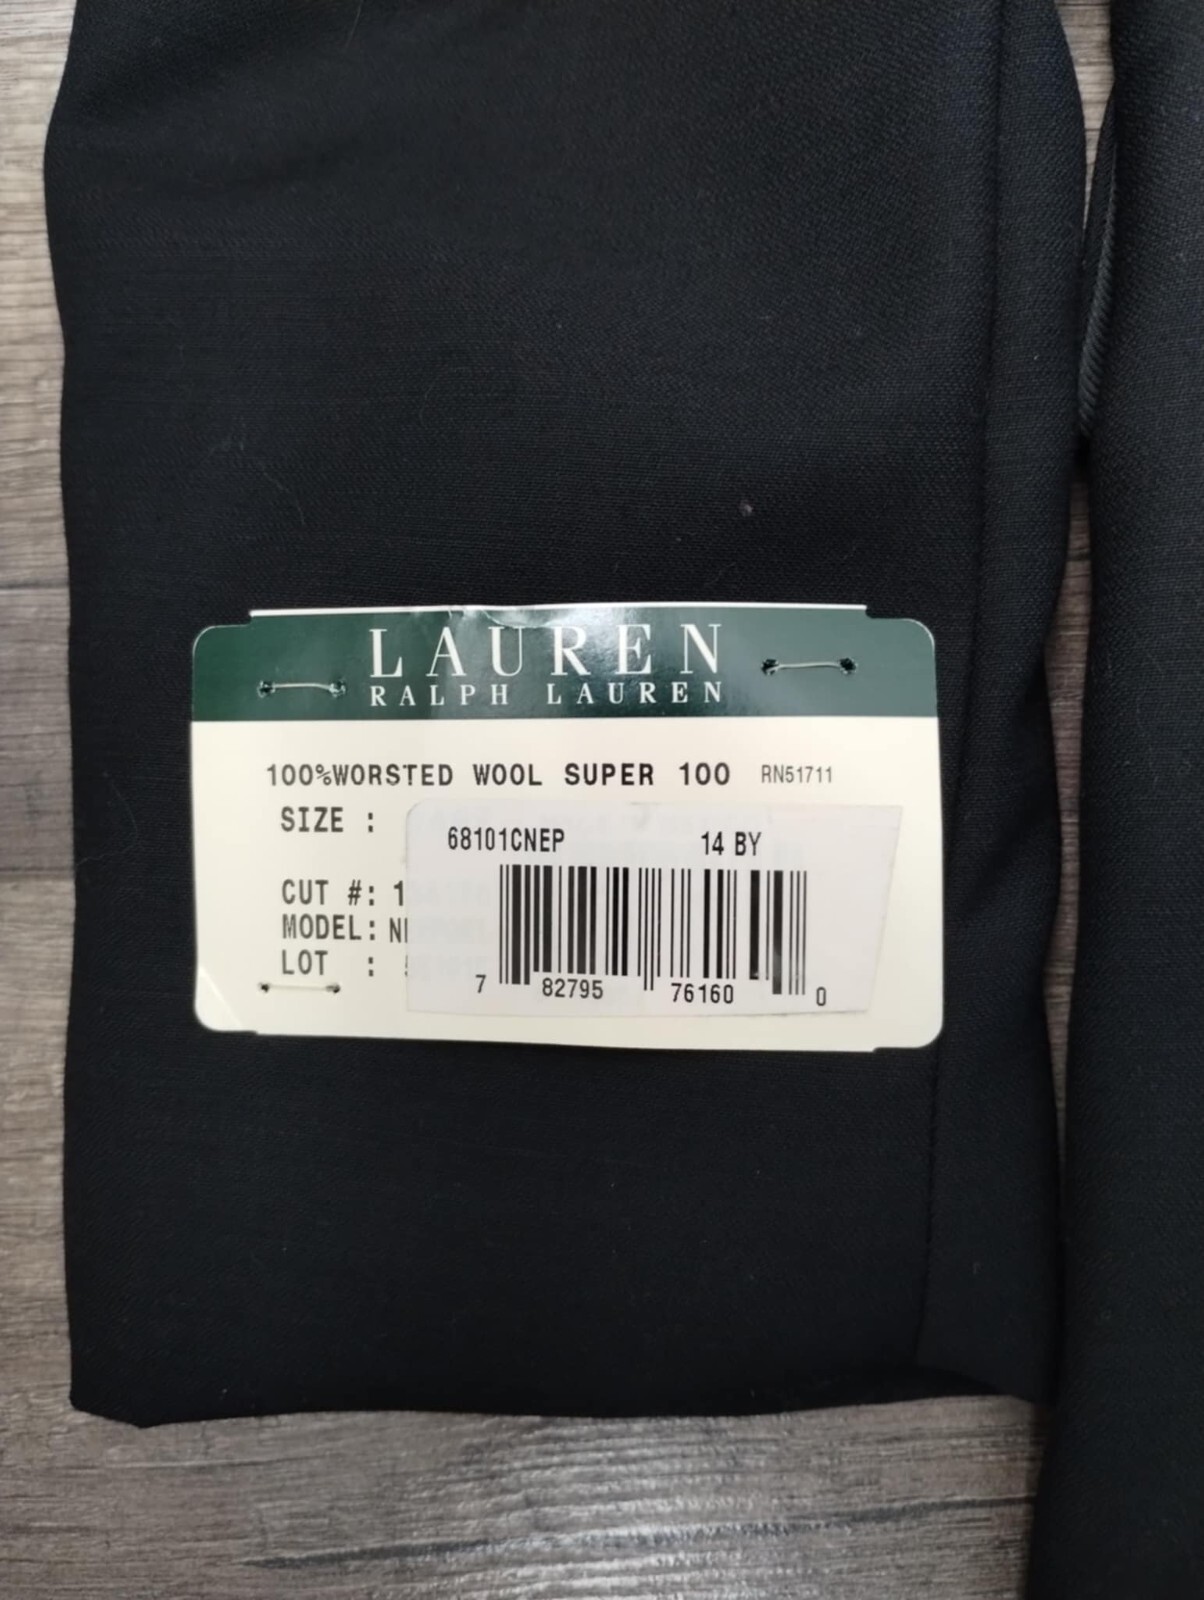 LAUREN
RALPH LAUREN
100%WORSTED WOOL SUPER 100 RN51711
SIZE :
68101CNEP 14 BY
CUT #: 1
MODEL:
LOT :
7 82795 76160 0